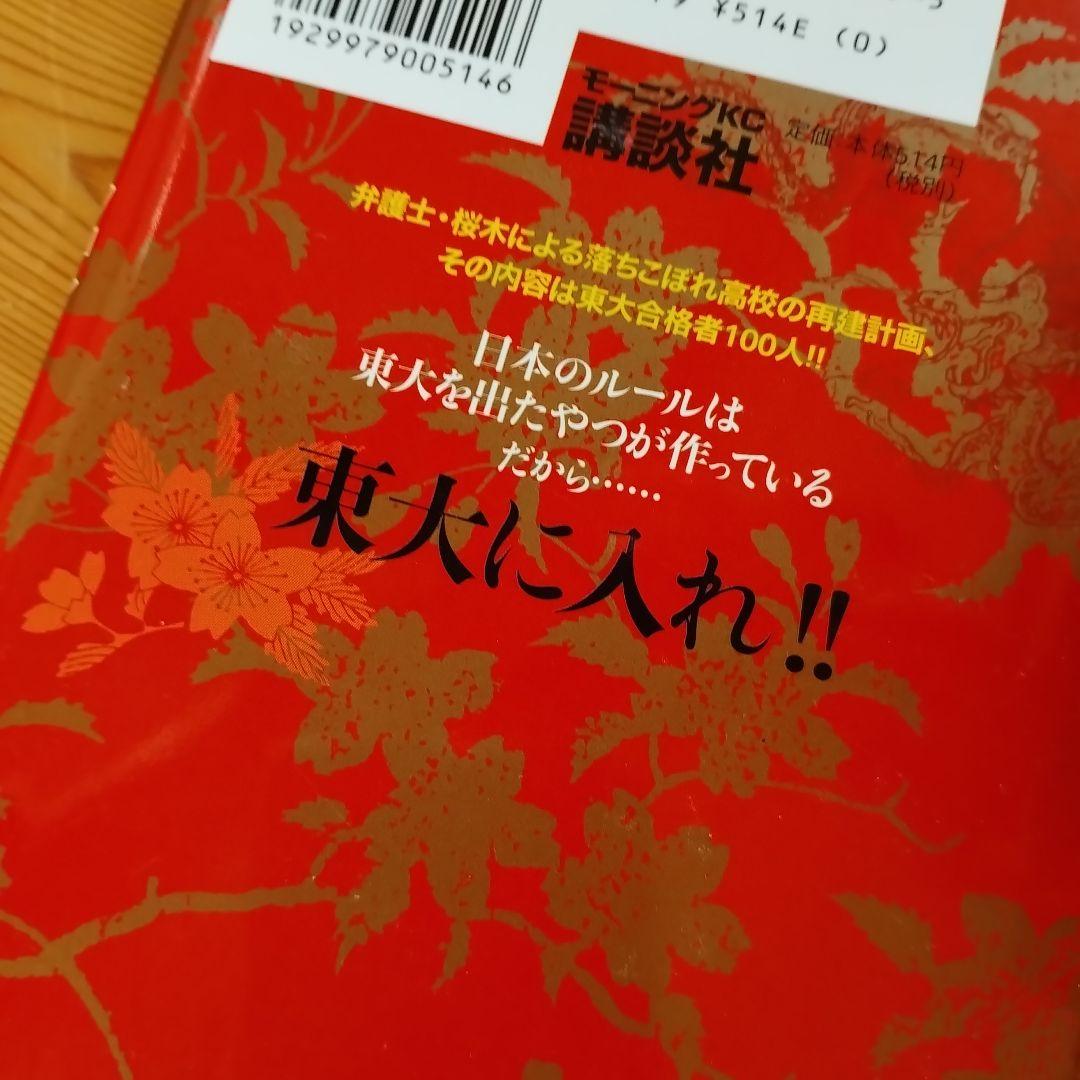 ¥514E (0)
1929979005146
モーニングKC
講談社
定価 本体514円
(税別)
弁護士・桜木による落ちこぼれ高校の再建計画、
その内容は東大合格者100人!!
日本のルールは
東大を出たやつが作っている
だから……
東大に入れ!!